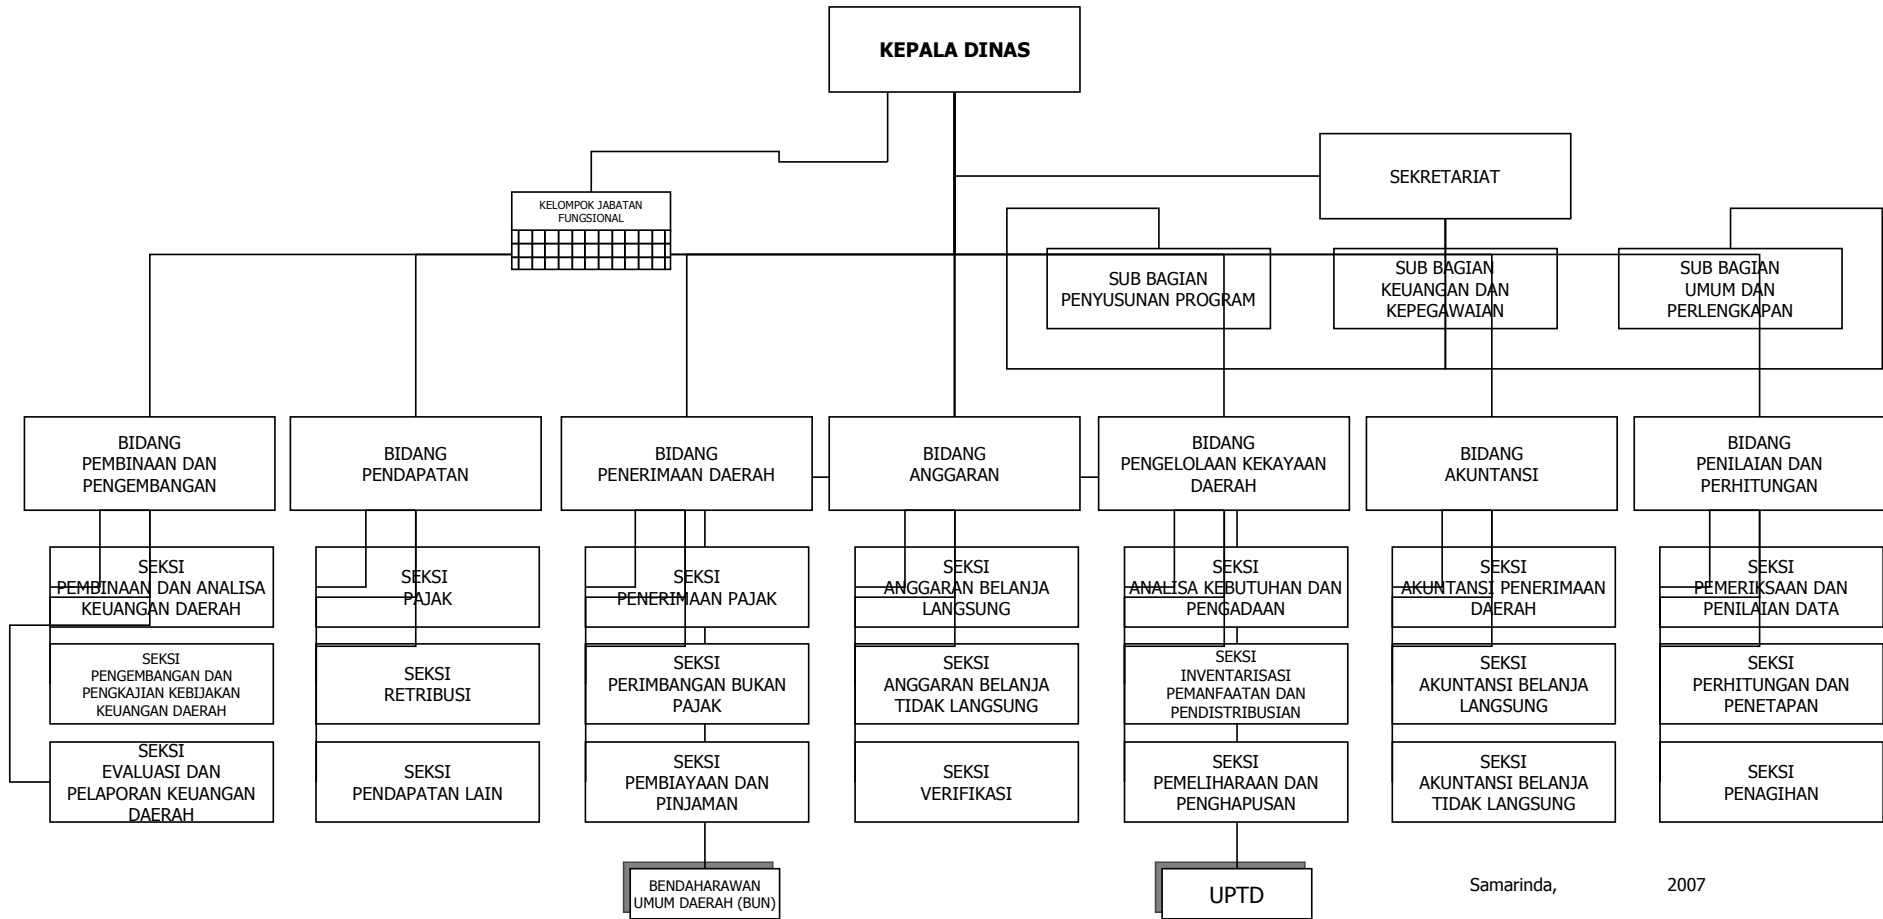 KEPALA DINAS
SEKRETARIAT
KELOMPOK JABATAN
FUNGSIONAL
SUB BAGIAN
PENYUSUNAN PROGRAM
SUB BAGIAN
KEUANGAN DAN
KEPEGAWAIAN
SUB BAGIAN
UMUM DAN
PERLENGKAPAN
BIDANG
PEMBINAAN DAN
PENGEMBANGAN
BIDANG
PENDAPATAN
BIDANG
PENERIMAAN DAERAH
BIDANG
ANGGARAN
BIDANG
PENGELOLAAN KEKAYAAN
DAERAH
BIDANG
AKUNTANSI
BIDANG
PENILAIAN DAN
PERHITUNGAN
SEKSI
PEMBINAAN DAN ANALISA
KEUANGAN DAERAH
SEKSI
PAJAK
SEKSI
PENERIMAAN PAJAK
SEKSI
ANGGARAN BELANJA
LANGSUNG
SEKSI
ANALISA KEBUTUHAN DAN
PENGADAAN
SEKSI
AKUNTANSI PENERIMAAN
DAERAH
SEKSI
PEMERIKSAAN DAN
PENILAIAN DATA
SEKSI
PENGEMBANGAN DAN
PENGKAJIAN KEBIJAKAN
KEUANGAN DAERAH
SEKSI
RETRIBUSI
SEKSI
PERIMBANGAN BUKAN
PAJAK
SEKSI
ANGGARAN BELANJA
TIDAK LANGSUNG
SEKSI
INVENTARISASI
PEMANFAATAN DAN
PENDISTRIBUSIAN
SEKSI
AKUNTANSI BELANJA
LANGSUNG
SEKSI
PERHITUNGAN DAN
PENETAPAN
SEKSI
EVALUASI DAN
PELAPORAN KEUANGAN
DAERAH
SEKSI
PENDAPATAN LAIN
SEKSI
PEMBIAYAAN DAN
PINJAMAN
SEKSI
VERIFIKASI
SEKSI
PEMELIHARAAN DAN
PENGHAPUSAN
SEKSI
AKUNTANSI BELANJA
TIDAK LANGSUNG
SEKSI
PENAGIHAN
BENDAHARAWAN
UMUM DAERAH (BUN)
UPTD
Samarinda, 2007